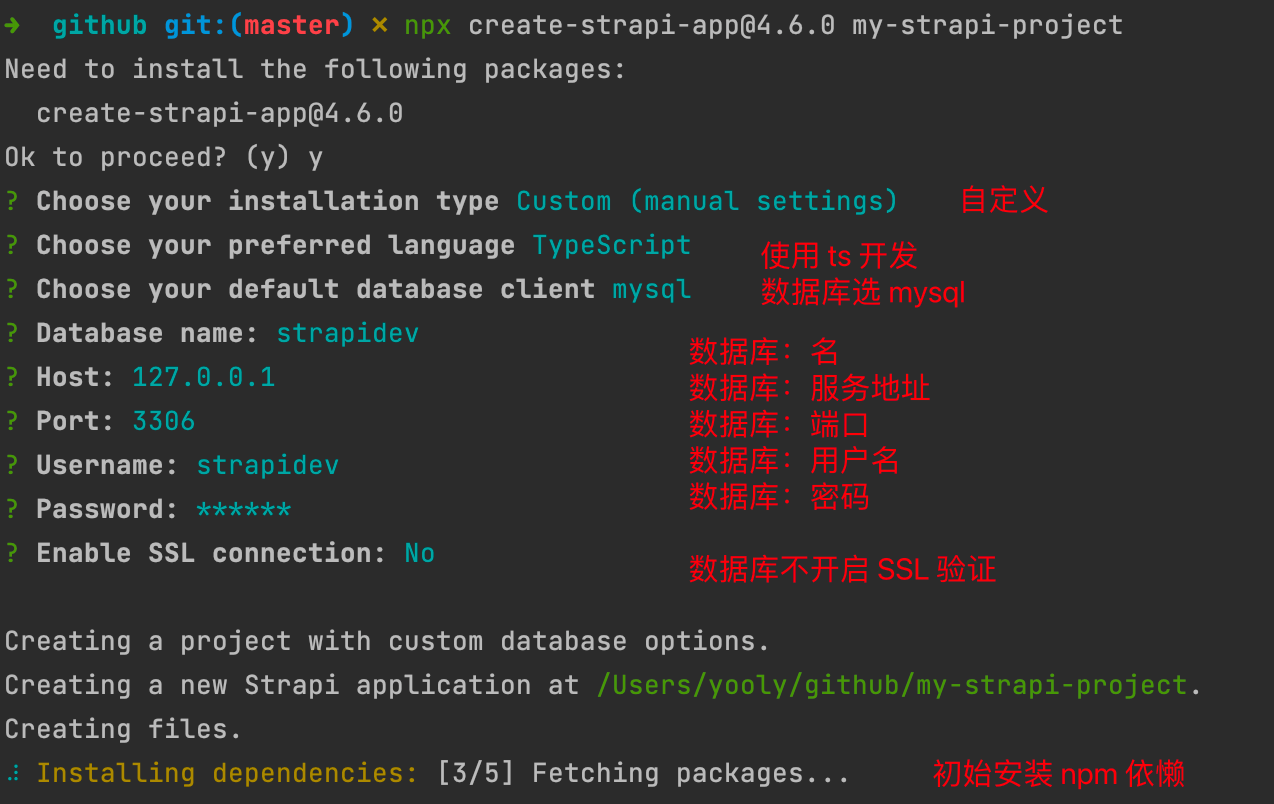 ➜ github git:(master) ✗ npx create-strapi-app@4.6.0 my-strapi-project
Need to install the following packages:
create-strapi-app@4.6.0
Ok to proceed? (y) y
? Choose your installation type Custom (manual settings) 自定义
? Choose your preferred language TypeScript 使用 ts 开发
? Choose your default database client mysql 数据库选 mysql
? Database name: strapidev 数据库：名
? Host: 127.0.0.1 数据库：服务地址
? Port: 3306 数据库：端口
? Username: strapidev 数据库：用户名
? Password: ****** 数据库：密码
? Enable SSL connection: No 数据库不开启 SSL 验证
Creating a project with custom database options.
Creating a new Strapi application at /Users/yooly/github/my-strapi-project.
Creating files.
⠼ Installing dependencies: [3/5] Fetching packages... 初始安装 npm 依懒